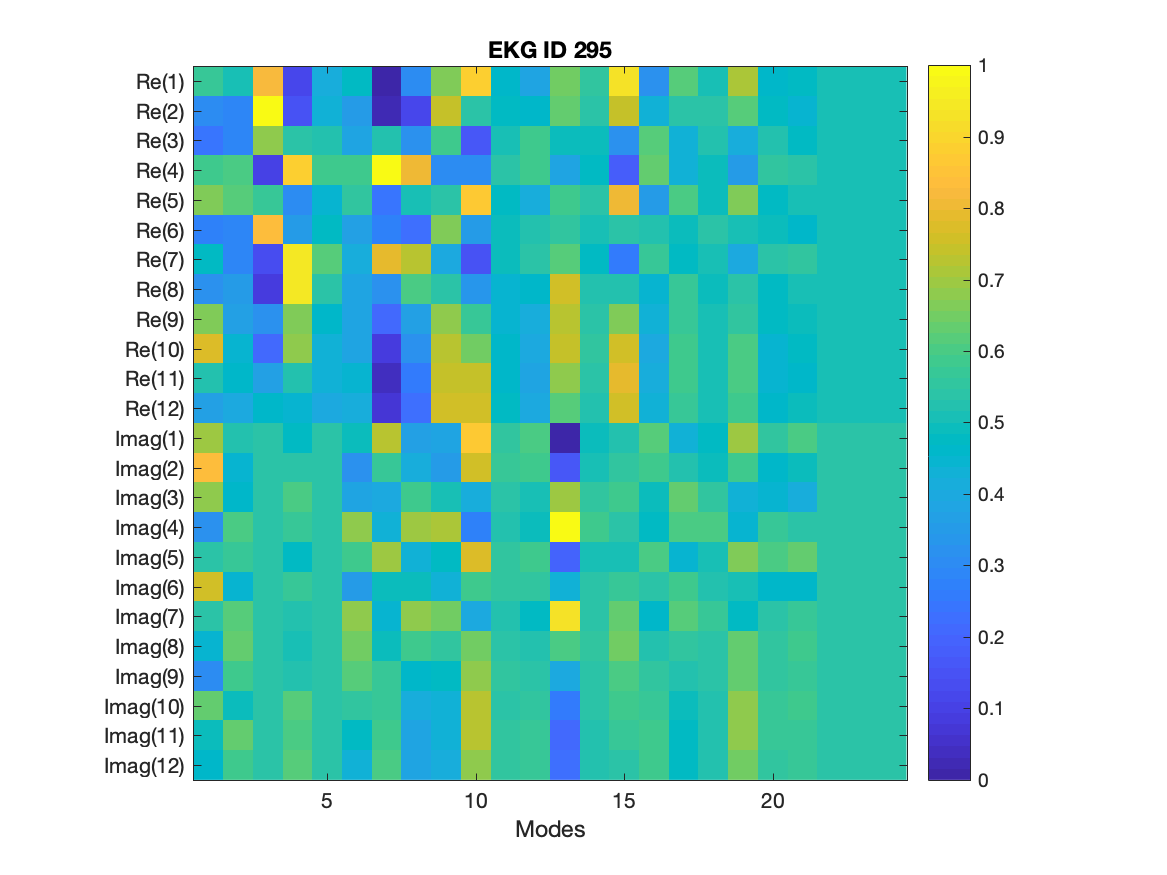 EKG ID 295
Re(1)
Re(2)
Re(3)
Re(4)
Re(5)
Re(6)
Re(7)
Re(8)
Re(9)
Re(10)
Re(11)
Re(12)
Imag(1)
Imag(2)
Imag(3)
Imag(4)
Imag(5)
Imag(6)
Imag(7)
Imag(8)
Imag(9)
Imag(10)
Imag(11)
Imag(12)
5 10 15 20
Modes
1
0.9
0.8
0.7
0.6
0.5
0.4
0.3
0.2
0.1
0